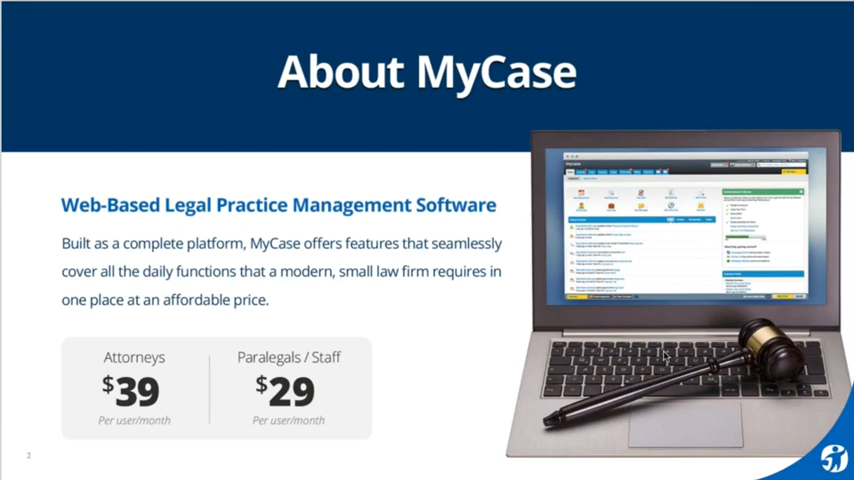 About MyCase
Web-Based Legal Practice Management Software
Built as a complete platform, MyCase offers features that seamlessly
cover all the daily functions that a modern, small law firm requires in
one place at an affordable price.
Attorneys
$39
Per user/month
Paralegals / Staff
$29
Per user/month
mycase
2